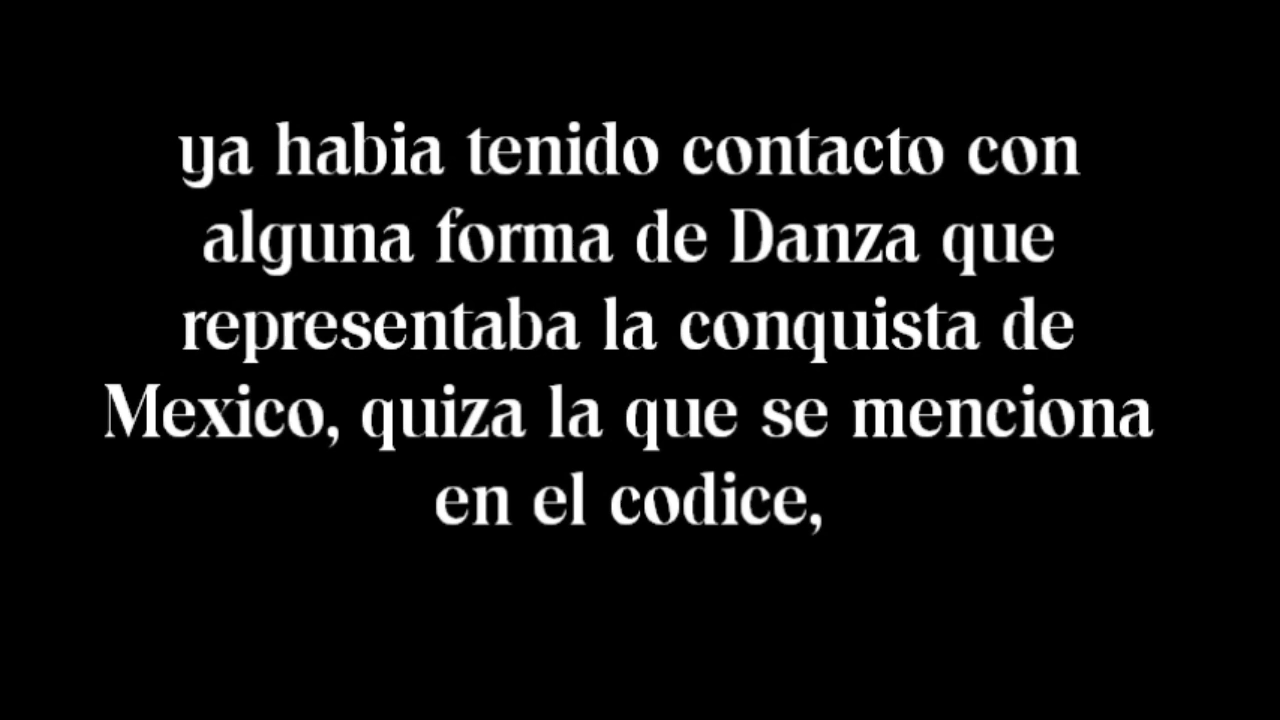 ya habia tenido contacto con
alguna forma de Danza que
representaba la conquista de
Mexico, quiza la que se menciona
en el codice,